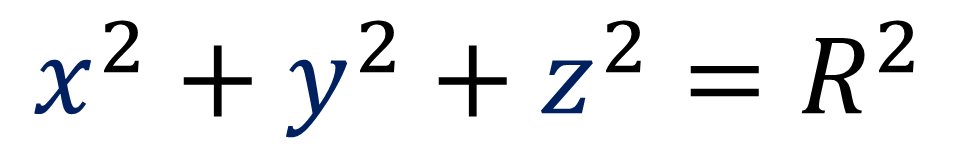 x² + y² + z² = R²